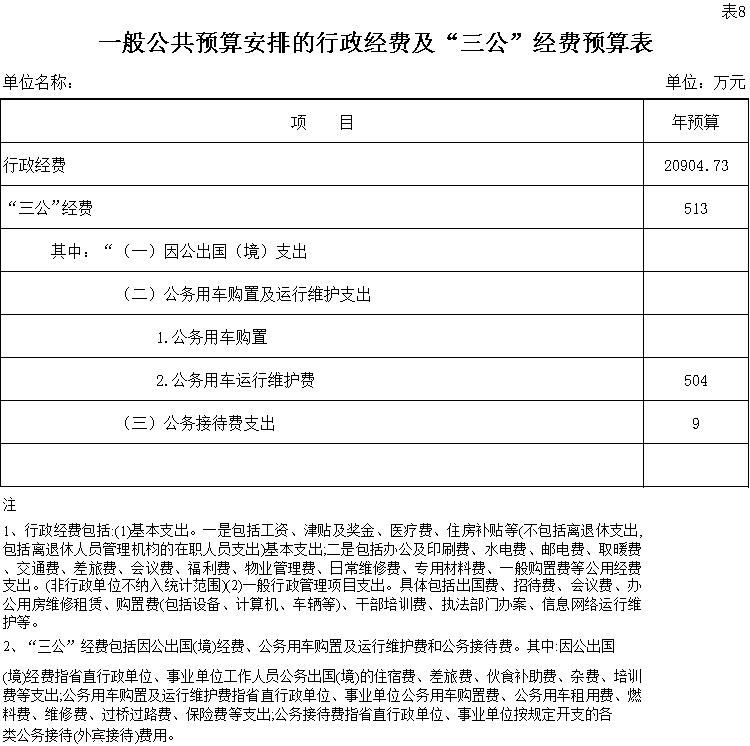 表8
一般公共预算安排的行政经费及“三公”经费预算表
单位名称：
单位：万元
项 目
年预算
行政经费
20904.73
“三公”经费
513
其中：“（一）因公出国（境）支出
（二）公务用车购置及运行维护支出
1.公务用车购置
2.公务用车运行维护费
504
（三）公务接待费支出
9
注
1、行政经费包括:(1)基本支出。一是包括工资、津贴及奖金、医疗费、住房补贴等(不包括离退休支出,
包括离退休人员管理机构的在职人员支出)基本支出;二是包括办公及印刷费、水电费、邮电费、取暖费
、交通费、差旅费、会议费、福利费、物业管理费、日常维修费、专用材料费、一般购置费等公用经费
支出。(非行政单位不纳入统计范围)(2)一般行政管理项目支出。具体包括出国费、招待费、会议费、办
公用房维修租赁、购置费(包括设备、计算机、车辆等)、干部培训费、执法部门办案、信息网络运行维
护等。
2、“三公”经费包括因公出国(境)经费、公务用车购置及运行维护费和公务接待费。其中:因公出国
(境)经费指省直行政单位、事业单位工作人员公务出国(境)的住宿费、差旅费、伙食补助费、杂费、培训
费等支出;公务用车购置及运行维护费指省直行政单位、事业单位公务用车购置费、公务用车租用费、燃
料费、维修费、过桥过路费、保险费等支出;公务接待费指省直行政单位、事业单位按规定开支的各
类公务接待(外宾接待)费用。